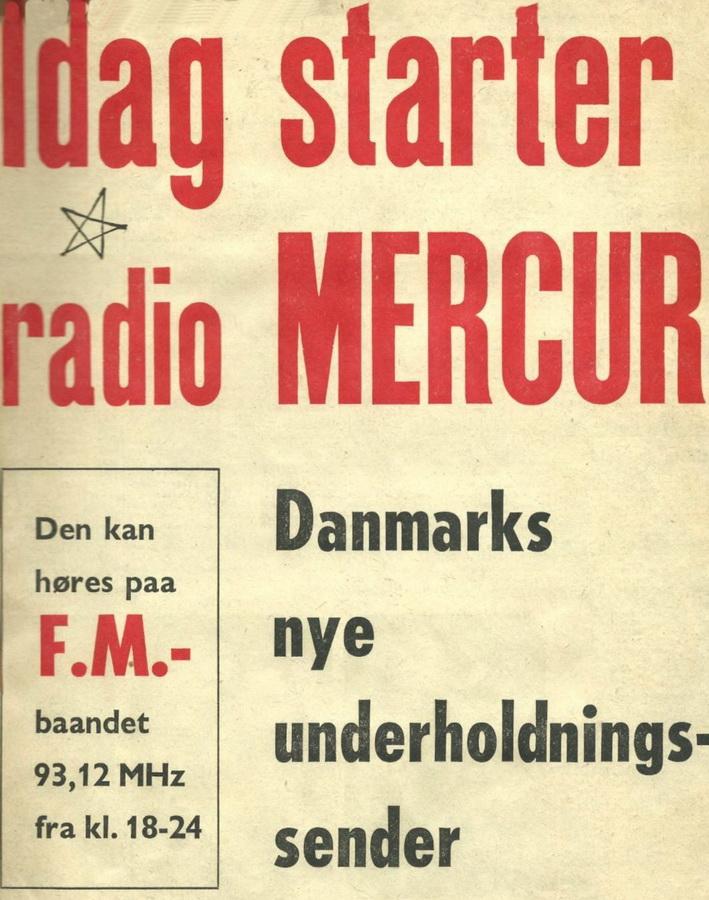 Idag starter
radio MERCUR
Den kan
høres paa
F.M.-
baandet
93,12 MHz
fra kl. 18-24
Danmarks
nye
underholdnings-
sender